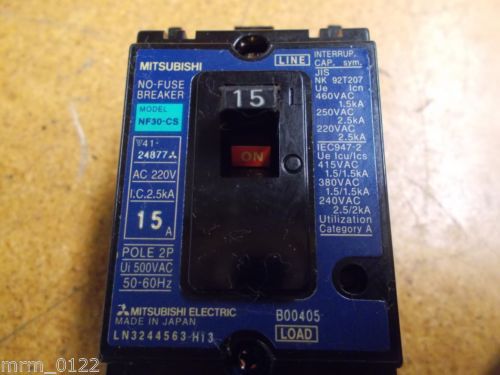 MITSUBISHI
NO-FUSE
BREAKER
MODEL
NF30-CS
41-
24877
AC 220V
I.C.2.5kA
15A
POLE 2P
Ui 500VAC
50-60Hz
MITSUBISHI ELECTRIC
MADE IN JAPAN
LN3244563 H13
15
ON
LINE
INTERRUP.
CAP. sym.
JIS
NK 92T207
Ue Icn
460VAC
1.5kA
250VAC
2.5kA
220VAC
2.5kA
IEC947-2
Ue Icu/Ics
415VAC
1.5/1.5kA
380VAC
1.5/1.5kA
240VAC
2.5/2kA
Utilization
Category A
B00405
LOAD
mrm_0122